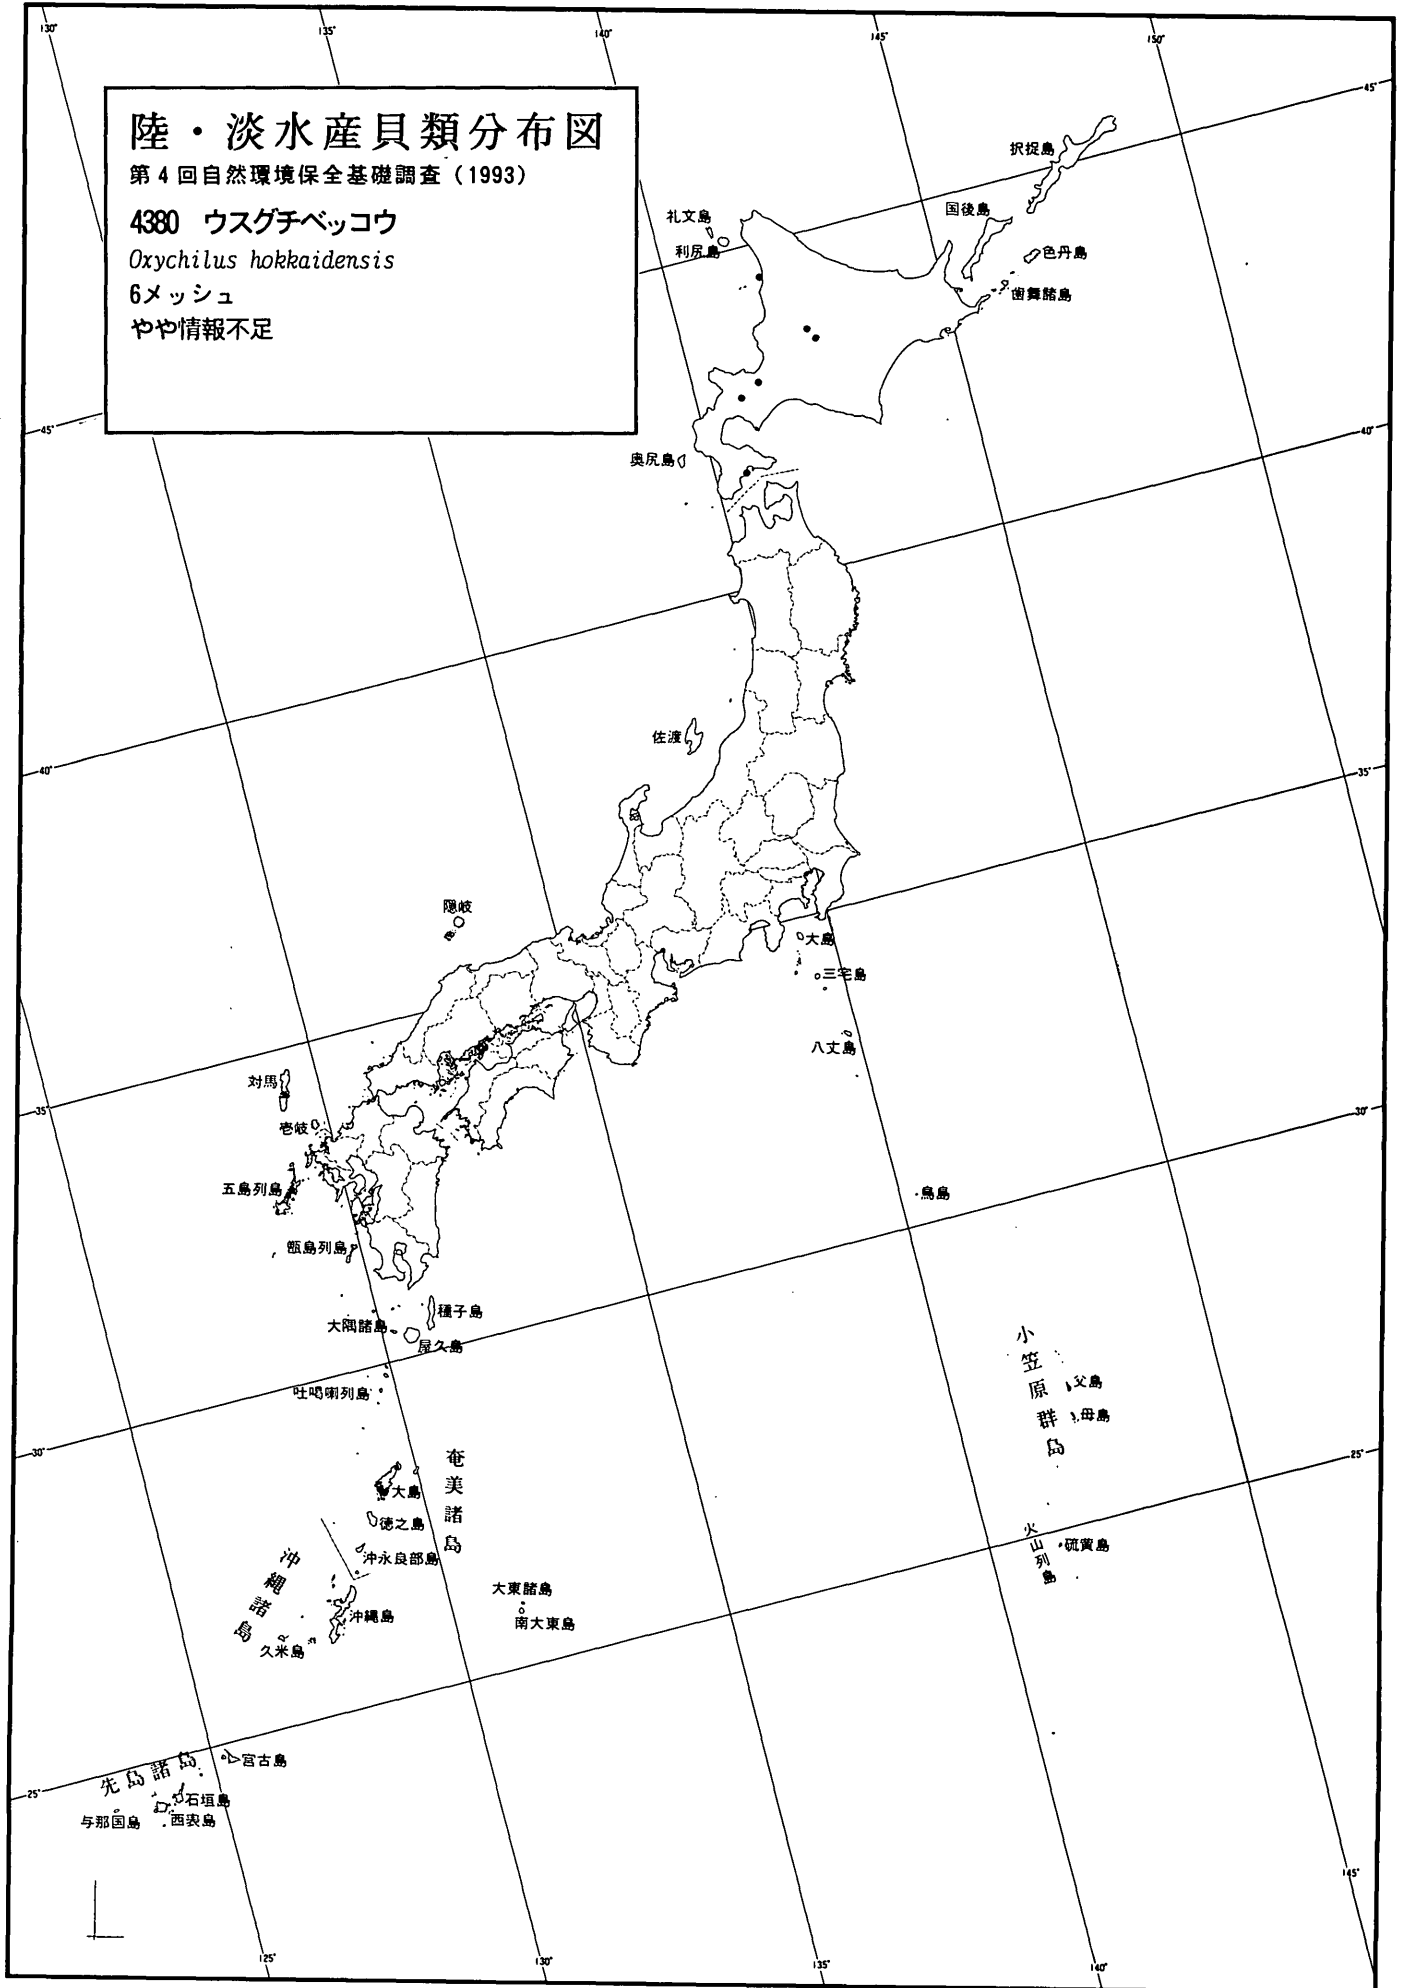 陸・淡水産貝類分布図
第4回自然環境保全基礎調査（1993）
4380 ウスグチベッコウ
Oxychilus hokkaidensis
6メッシュ
やや情報不足
130°
135°
140°
145°
150°
45°
択捉島
礼文島
国後島
利尻島
色丹島
歯舞諸島
45°
40°
奥尻島
佐渡
40°
35°
隠岐
大島
三宅島
八丈島
対馬
35°
30°
壱岐
五島列島
鳥島
甑島列島
種子島
大隅諸島
屋久島
小笠原群島
吐噶喇列島
父島
母島
30°
25°
奄美諸島
大島
徳之島
沖永良部島
火山列島
硫黄島
沖縄諸島
大東諸島
沖縄島
南大東島
久米島
先島諸島
宮古島
25°
石垣島
与那国島
西表島
145°
125°
130°
135°
140°